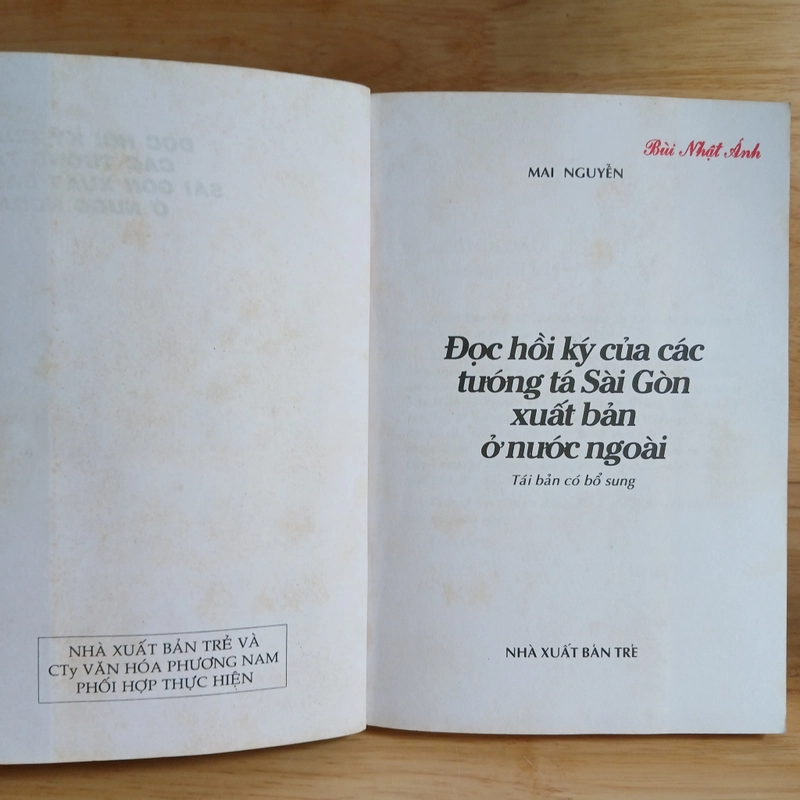 NHÀ XUẤT BẢN TRẺ VÀ
CTy VĂN HÓA PHƯƠNG NAM
PHỐI HỢP THỰC HIỆN
Bùi Nhật Ánh
MAI NGUYỄN
Đọc hồi ký của các
tướng tá Sài Gòn
xuất bản
ở nước ngoài
Tái bản có bổ sung
NHÀ XUẤT BẢN TRẺ